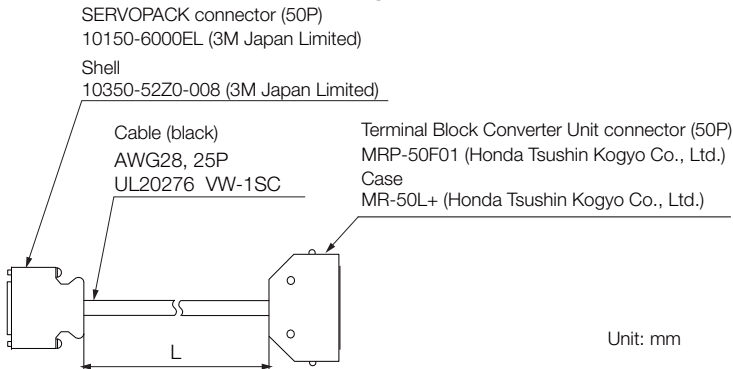 SERVOPACK connector (50P)
10150-6000EL (3M Japan Limited)
Shell
10350-52Z0-008 (3M Japan Limited)
Cable (black)
AWG28, 25P
UL20276 VW-1SC
Terminal Block Converter Unit connector (50P)
MRP-50F01 (Honda Tsushin Kogyo Co., Ltd.)
Case
MR-50L+ (Honda Tsushin Kogyo Co., Ltd.)
L
Unit: mm